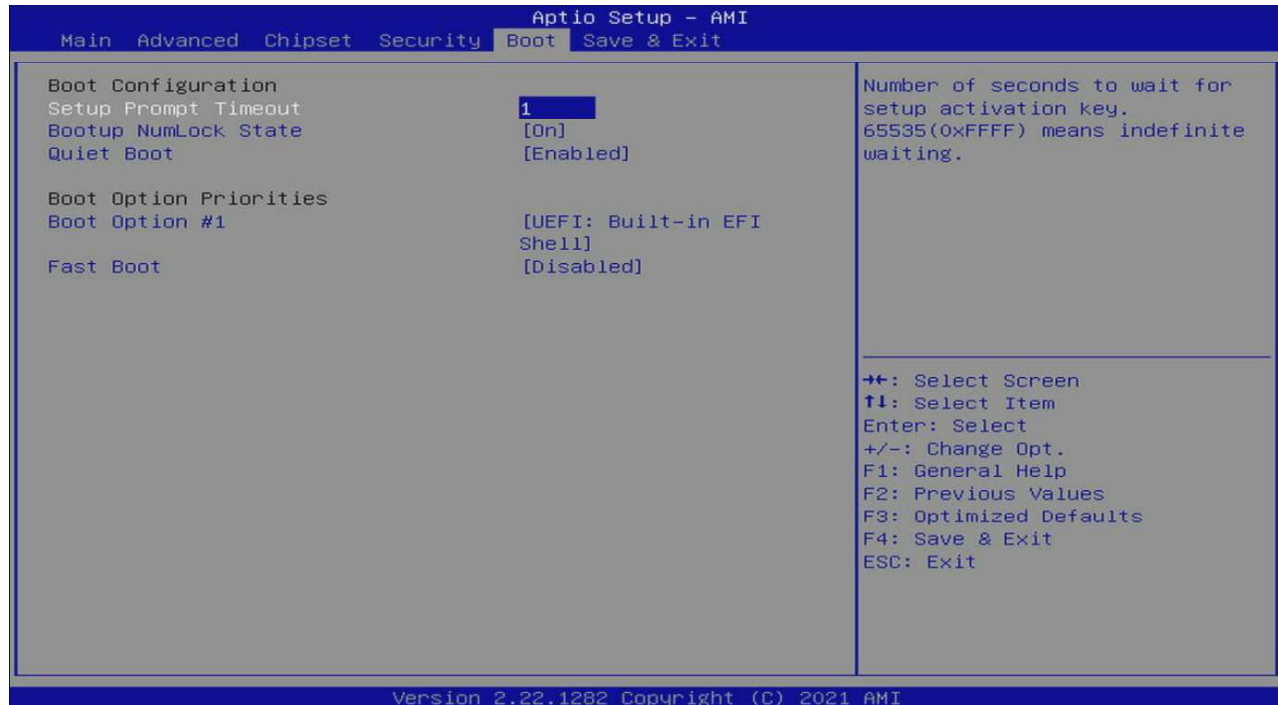 Aptio Setup – AMI
Main Advanced Chipset Security Boot Save & Exit
Boot Configuration
Setup Prompt Timeout 1
Bootup NumLock State [On]
Quiet Boot [Enabled]
Boot Option Priorities
Boot Option #1 [UEFI: Built-in EFI
Shell]
Fast Boot [Disabled]
Number of seconds to wait for
setup activation key.
65535(0xFFFF) means indefinite
waiting.
→←: Select Screen
↑↓: Select Item
Enter: Select
+/-: Change Opt.
F1: General Help
F2: Previous Values
F3: Optimized Defaults
F4: Save & Exit
ESC: Exit
Version 2.22.1282 Copyright (C) 2021 AMI